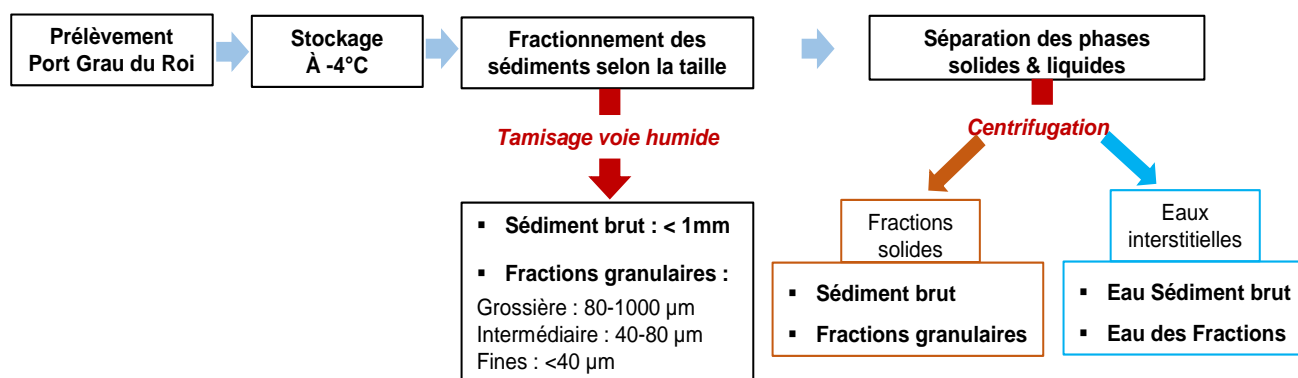 Prélèvement
Port Grau du Roi
Stockage
À -4°C
Fractionnement des
sédiments selon la taille
Séparation des phases
solides & liquides
Tamisage voie humide
Centrifugation
▪ Sédiment brut : < 1mm
▪ Fractions granulaires :
Grossière : 80-1000 µm
Intermédiaire : 40-80 µm
Fines : <40 µm
Fractions
solides
▪ Sédiment brut
▪ Fractions granulaires
Eaux
interstitielles
▪ Eau Sédiment brut
▪ Eau des Fractions